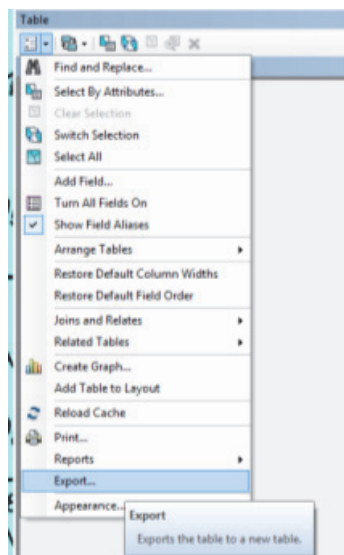 Table
Find and Replace...
Select By Attributes...
Clear Selection
Switch Selection
Select All
Add Field...
Turn All Fields On
Show Field Aliases
Arrange Tables
Restore Default Column Widths
Restore Default Field Order
Joins and Relates
Related Tables
Create Graph...
Add Table to Layout
Reload Cache
Print...
Reports
Export...
Appearance...
Export
Exports the table to a new table.